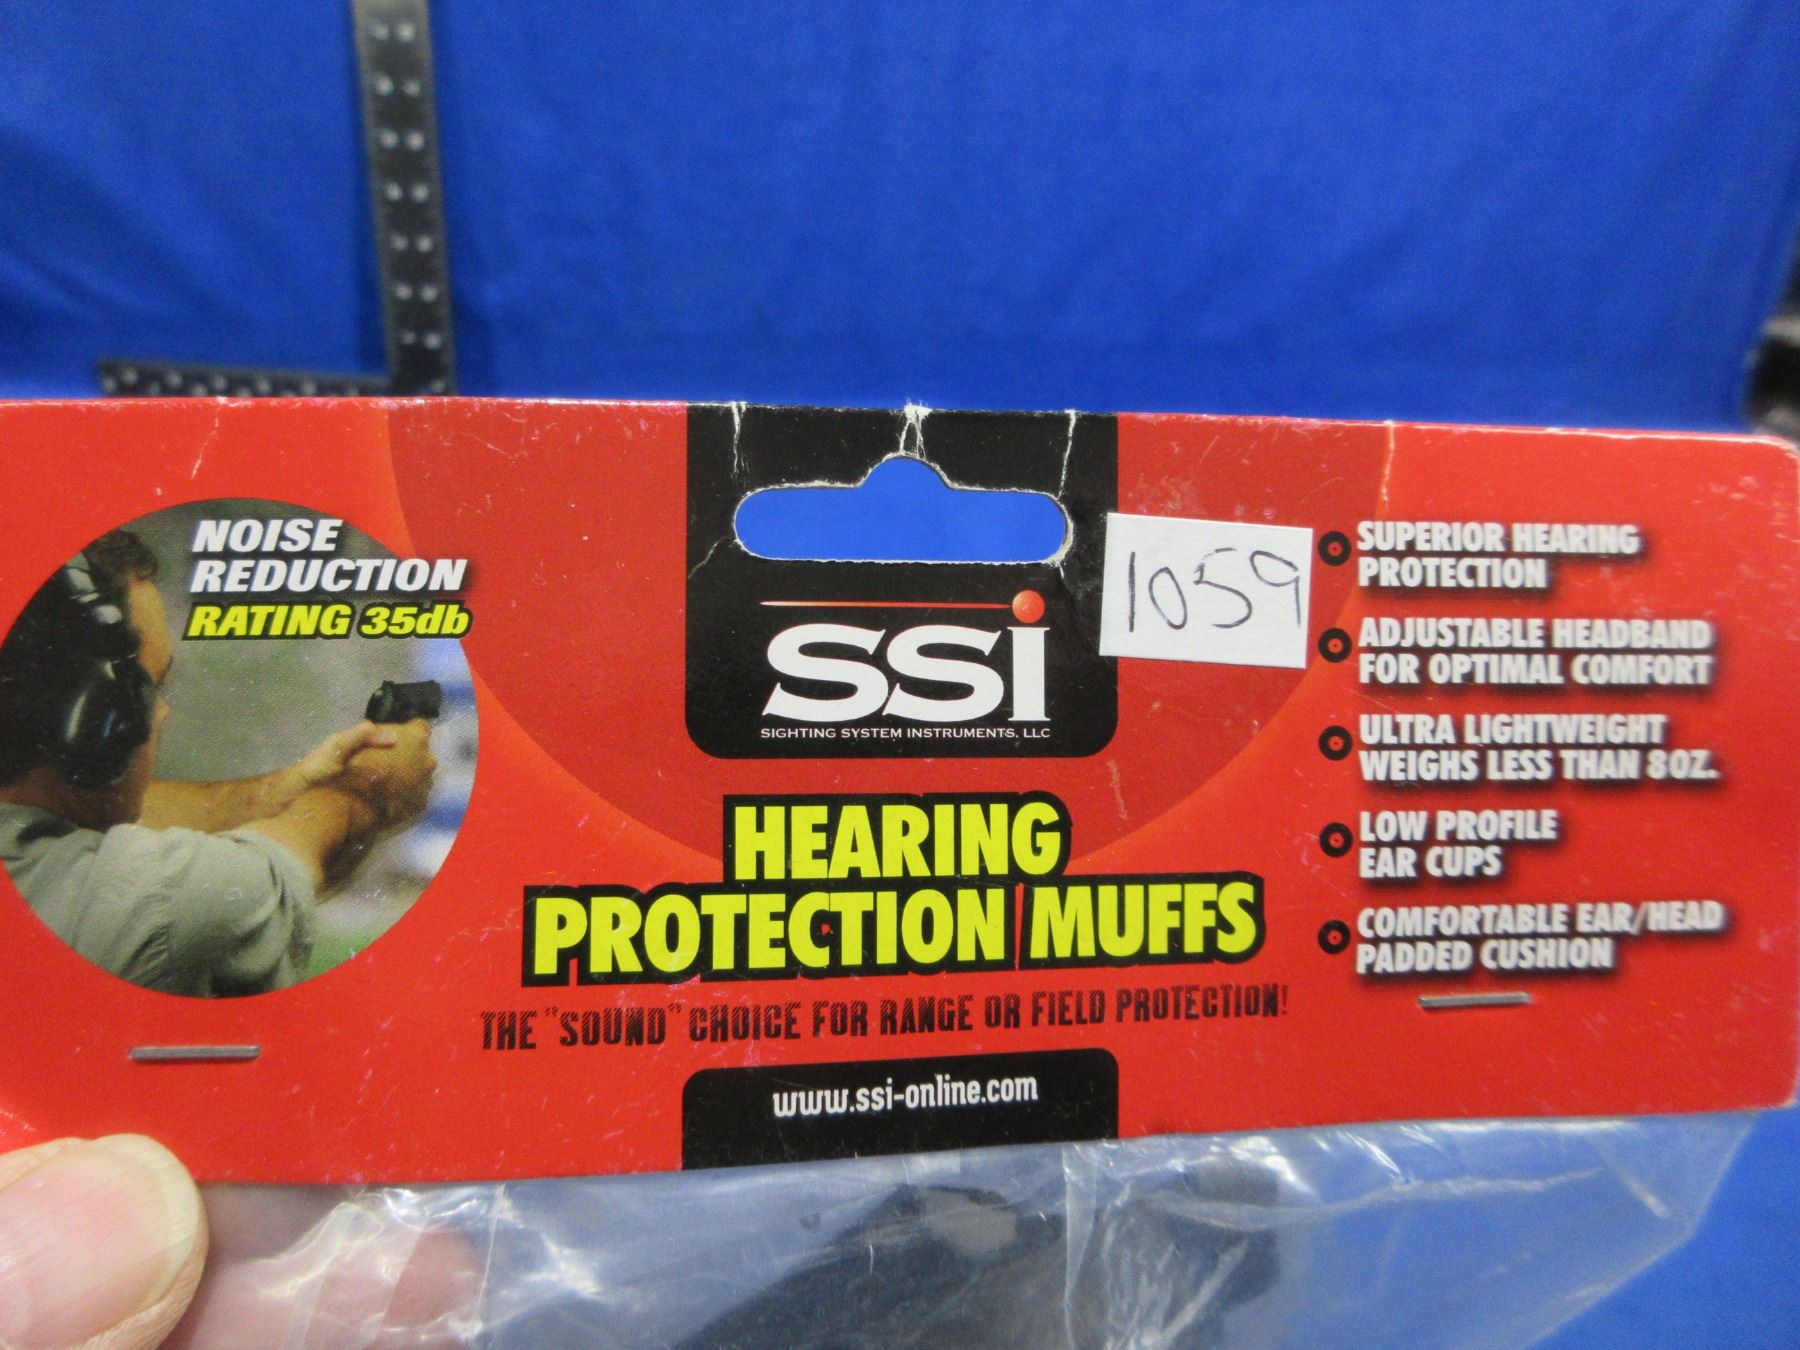 NOISE
REDUCTION
RATING 35db
ssi
SIGHTING SYSTEM INSTRUMENTS, LLC
1059
HEARING
PROTECTION MUFFS
THE "SOUND" CHOICE FOR RANGE OR FIELD PROTECTION!
www.ssi-online.com
SUPERIOR HEARING
PROTECTION
ADJUSTABLE HEADBAND
FOR OPTIMAL COMFORT
ULTRA LIGHTWEIGHT
WEIGHS LESS THAN 8OZ.
LOW PROFILE
EAR CUPS
COMFORTABLE EAR/HEAD
PADDED CUSHION